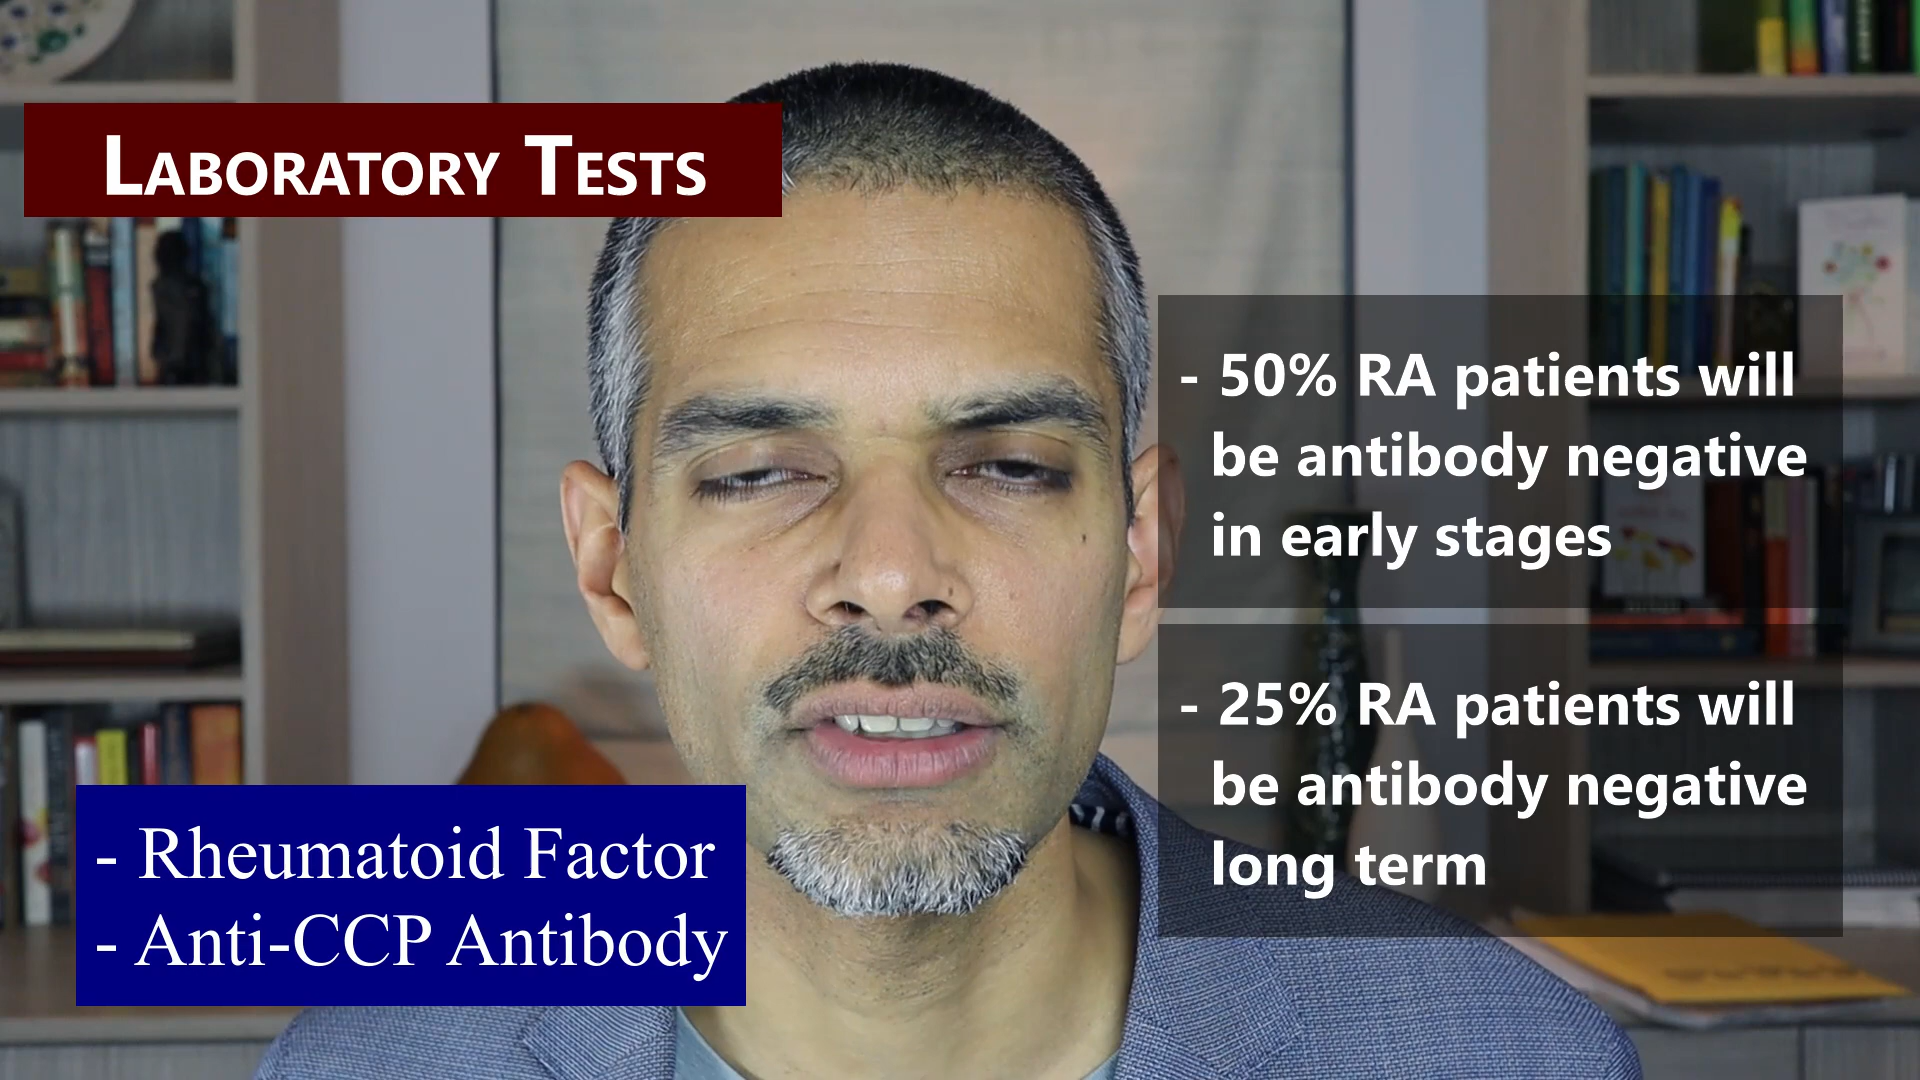 LABORATORY TESTS
- 50% RA patients will
be antibody negative
in early stages
- 25% RA patients will
be antibody negative
long term
- Rheumatoid Factor
- Anti-CCP Antibody